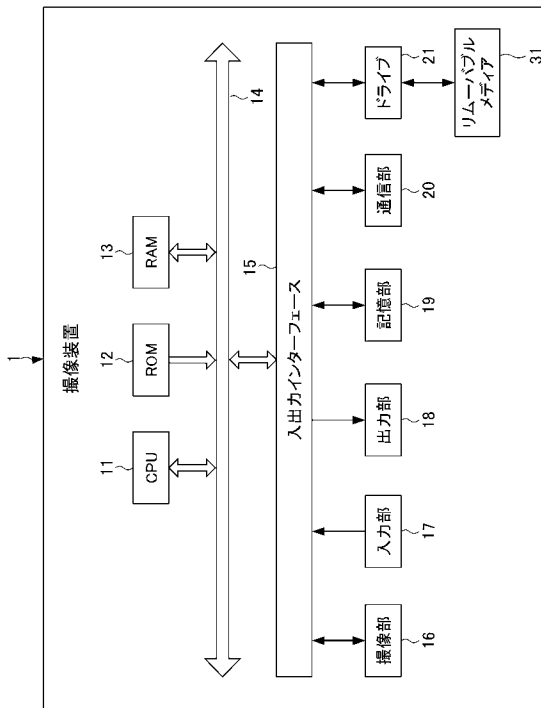 1
撮像装置
11
CPU
12
ROM
13
RAM
14
15
入出力インターフェース
撮像部
16
入力部
17
出力部
18
記憶部
19
通信部
20
ドライブ
21
リムーバブル
メディア
31